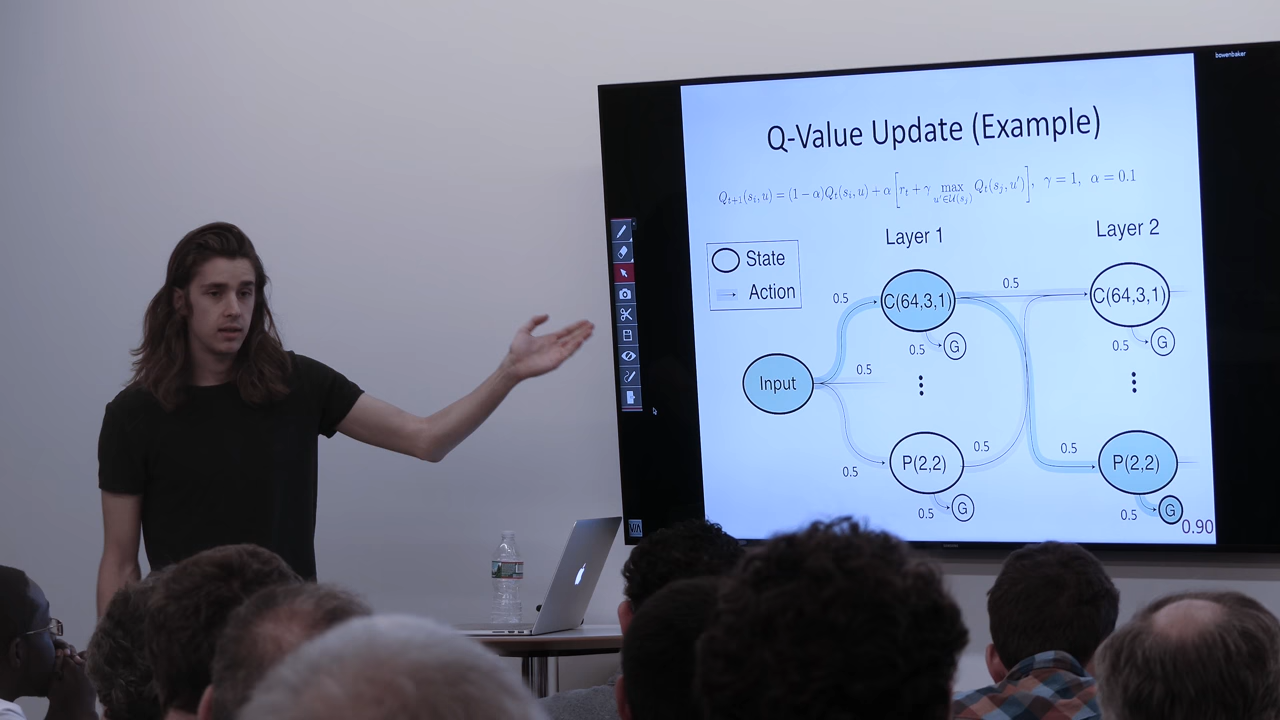 bowenbaker
Q-Value Update (Example)
Q_{t+1}(s_i, u) = (1 − α)Q_t(s_i, u) + α[r_t + γ max_{u'∈U(s_j)} Q_t(s_j, u')], γ = 1, α = 0.1
Layer 1
Layer 2
State
Action
0.5
0.5
C(64,3,1)
C(64,3,1)
0.5
G
0.5
G
0.5
Input
0.5
0.5
0.5
P(2,2)
P(2,2)
0.5
G
0.5
G
0.90